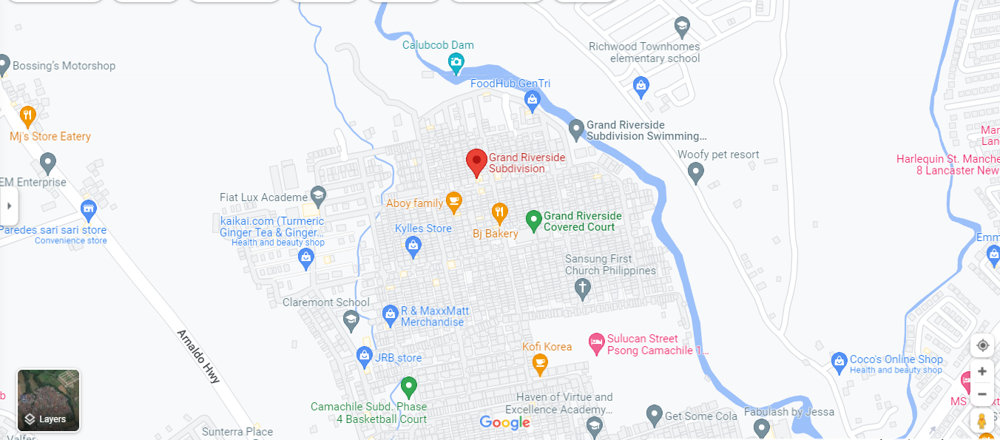 Calubcob Dam
Richwood Townhomes
elementary school
Bossing's Motorshop
FoodHub GenTri
Mj's Store Eatery
Grand Riverside
Subdivision Swimming...
Woofy pet resort
Grand Riverside
Subdivision
Harlequin St. Manche
8 Lancaster New
EM Enterprise
Fiat Lux Academe
Aboy family
kaikai.com (Turmeric
Ginger Tea & Ginger...
Health and beauty shop
Grand Riverside
Covered Court
Paredes sari sari store
Convenience store
Kylles Store
Bj Bakery
Emm
Sansung First
Church Philippines
Claremont School
R & MaxxMatt
Merchandise
Arnaldo Hwy
Sulucan Street
Psong Camachile 1...
Kofi Korea
JRB store
Coco's Online Shop
Health and beauty shop
Camachile Subd. Phase
4 Basketball Court
Haven of Virtue and
Excellence Academy...
Get Some Cola
Fabulash by Jessa
MS
Layers
Google
Sunterra Place